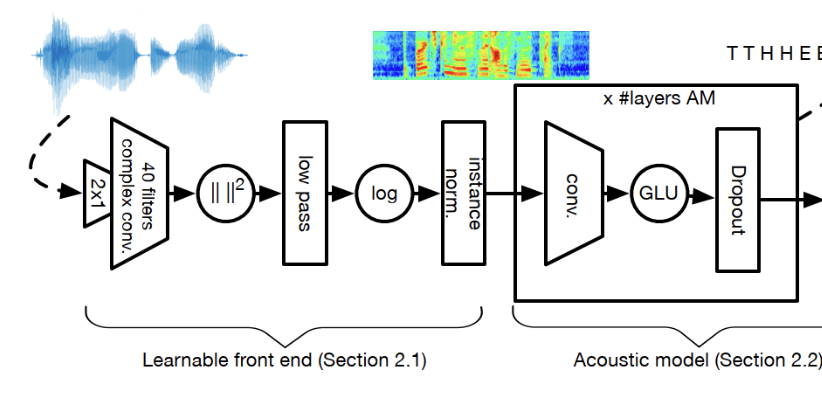 TTHHEE
x #layers AM
2x1
40 filters
complex conv.
|| ||²
low pass
log
instance
norm.
conv.
GLU
Dropout
Learnable front end (Section 2.1)
Acoustic model (Section 2.2)